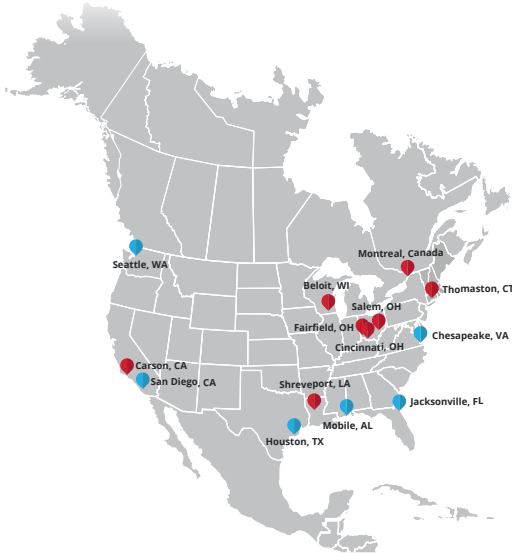 Montreal, Canada
Seattle, WA
Beloit, WI
Thomaston, CT
Salem, OH
Fairfield, OH
Chesapeake, VA
Cincinnati, OH
Carson, CA
San Diego, CA
Shreveport, LA
Jacksonville, FL
Mobile, AL
Houston, TX